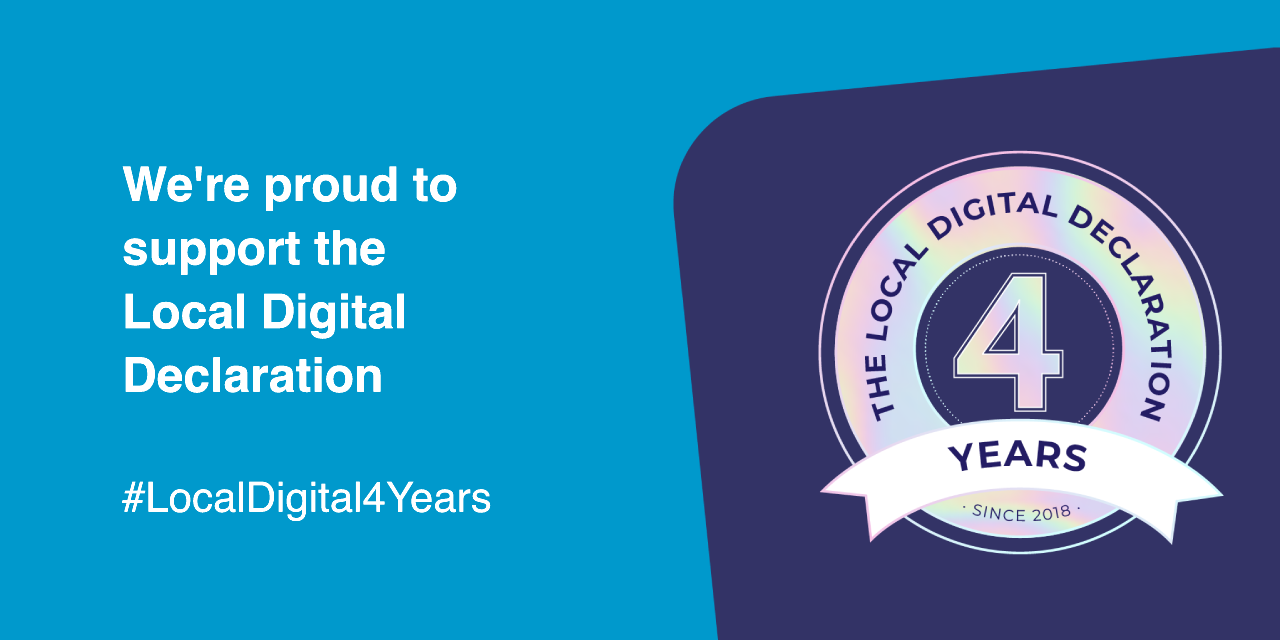 We're proud to
support the
Local Digital
Declaration
#LocalDigital4Years
THE LOCAL DIGITAL DECLARATION
4
YEARS
· SINCE 2018 ·